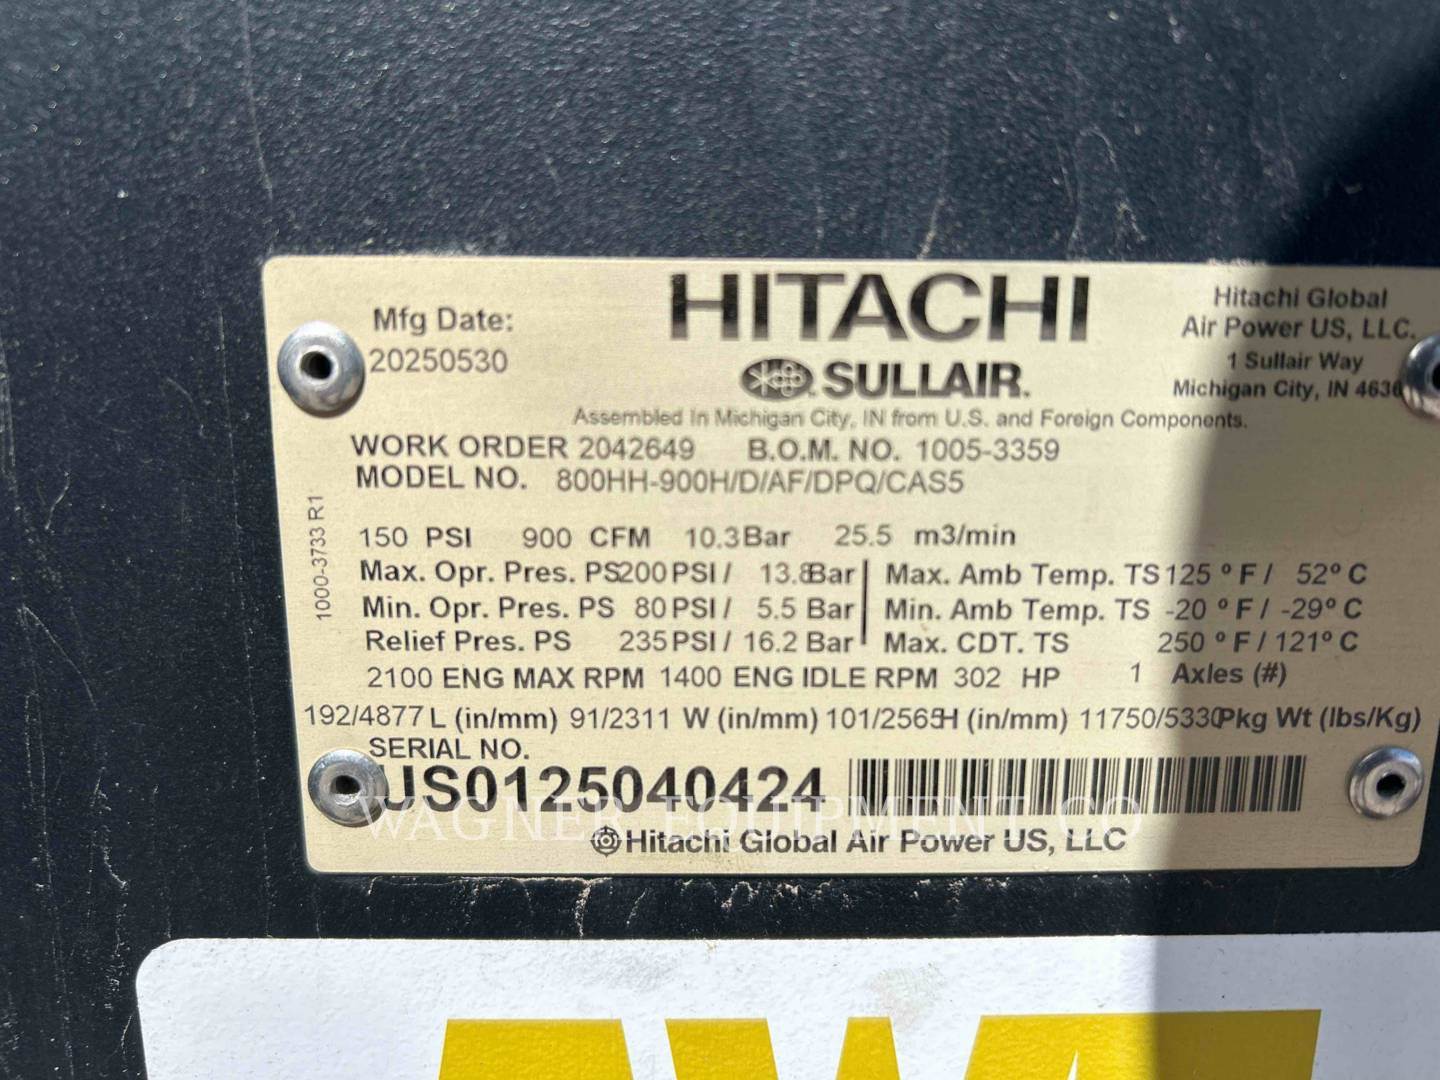 HITACHI
SULLAIR.
Mfg Date:
20250530
Hitachi Global
Air Power US, LLC.
1 Sullair Way
Michigan City, IN 4636
Assembled In Michigan City, IN from U.S. and Foreign Components.
WORK ORDER 2042649 B.O.M. NO. 1005-3359
MODEL NO. 800HH-900H/D/AF/DPQ/CAS5
1000-3733 R1
150 PSI 900 CFM 10.3Bar 25.5 m3/min
Max. Opr. Pres. PS200PSI/ 13.8Bar Max. Amb Temp. TS125 °F/ 52°C
Min. Opr. Pres. PS 80PSI/ 5.5 Bar Min. Amb Temp. TS -20 °F/ -29°C
Relief Pres. PS 235PSI/ 16.2 Bar Max. CDT. TS 250 °F/ 121°C
2100 ENG MAX RPM 1400 ENG IDLE RPM 302 HP 1 Axles (#)
192/4877 L (in/mm) 91/2311 W (in/mm) 101/2565H (in/mm) 11750/5330Pkg Wt (lbs/Kg)
SERIAL NO.
US0125040424
WAGNER EQUIPMENT CO
Hitachi Global Air Power US, LLC